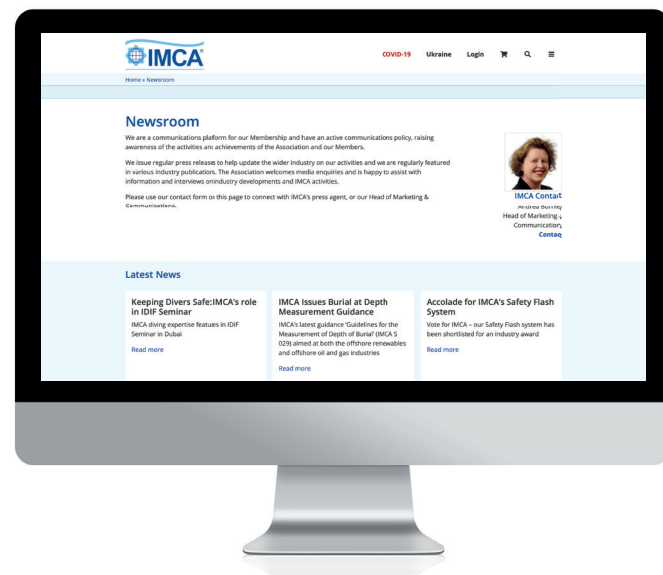 IMCA
COVID-19 Ukraine Login
Home » Newsroom
Newsroom
We are a communications platform for our Membership and have an active communications policy, raising
awareness of the activities and achievements of the Association and our Members.
We issue regular press releases to help update the wider industry on our activities and we are regularly featured
in various industry publications. The Association welcomes media enquiries and is happy to assist with
information and interviews onindustry developments and IMCA activities.
Please use our contact form or this page to connect with IMCA's press agent, or our Head of Marketing &
Communications.
IMCA Contact
Andrea
Head of Marketing
Communication
Contac
Latest News
Keeping Divers Safe:IMCA's role
in IDIF Seminar
IMCA diving expertise featues in IDIF
Seminar in Dubai
Read more
IMCA Issues Burial at Depth
Measurement Guidance
IMCA's latest guidance 'Guidelines for the
Measurement of Depth of Burial' (IMCA S
029) aimed at both the offshore renewables
and offshore oil and gas industries
Read more
Accolade for IMCA's Safety Flash
System
Vote for IMCA – our Safety Flash system has
been shortlisted for an industry award
Read more